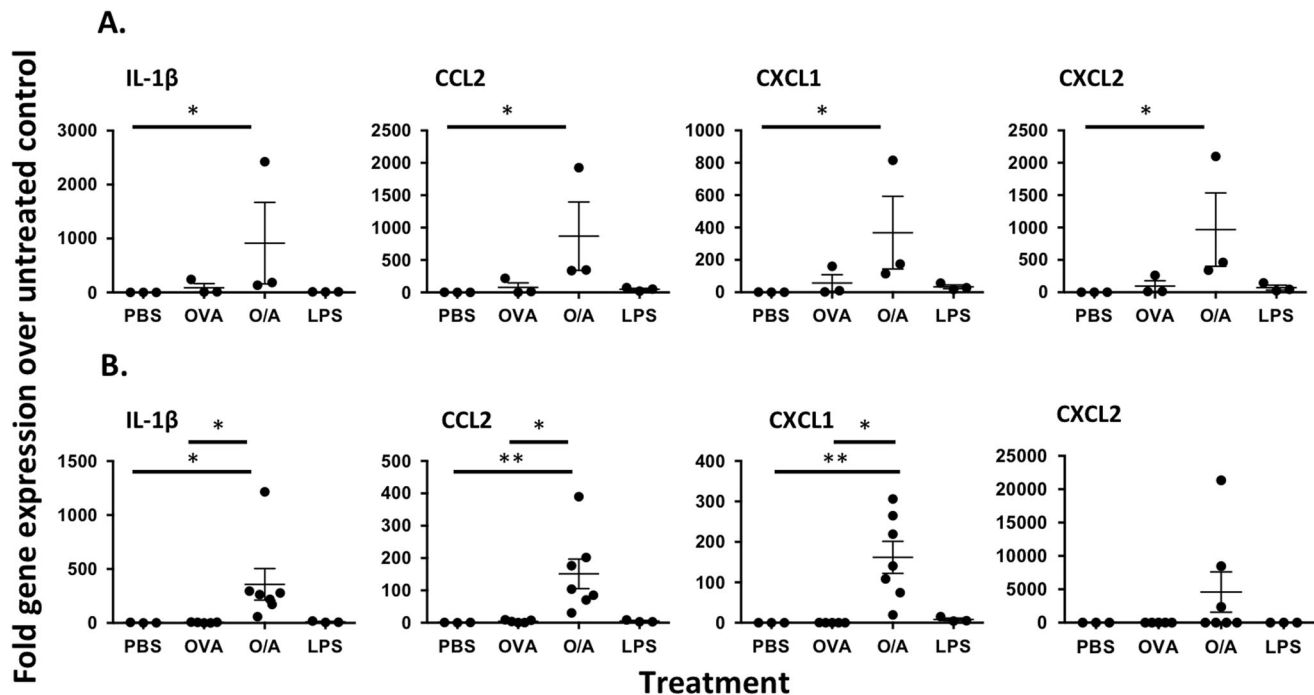 Fold gene expression over untreated control
A.
IL-1β
*
3000
2000
1000
0
PBS OVA O/A LPS
CCL2
*
2500
2000
1500
1000
500
0
PBS OVA O/A LPS
CXCL1
*
1000
800
600
400
200
0
PBS OVA O/A LPS
CXCL2
*
2500
2000
1500
1000
500
0
PBS OVA O/A LPS
B.
IL-1β
*
*
1500
1000
500
0
PBS OVA O/A LPS
CCL2
*
**
500
400
300
200
100
0
PBS OVA O/A LPS
CXCL1
*
**
400
300
200
100
0
PBS OVA O/A LPS
CXCL2
25000
20000
15000
10000
5000
0
PBS OVA O/A LPS
Treatment